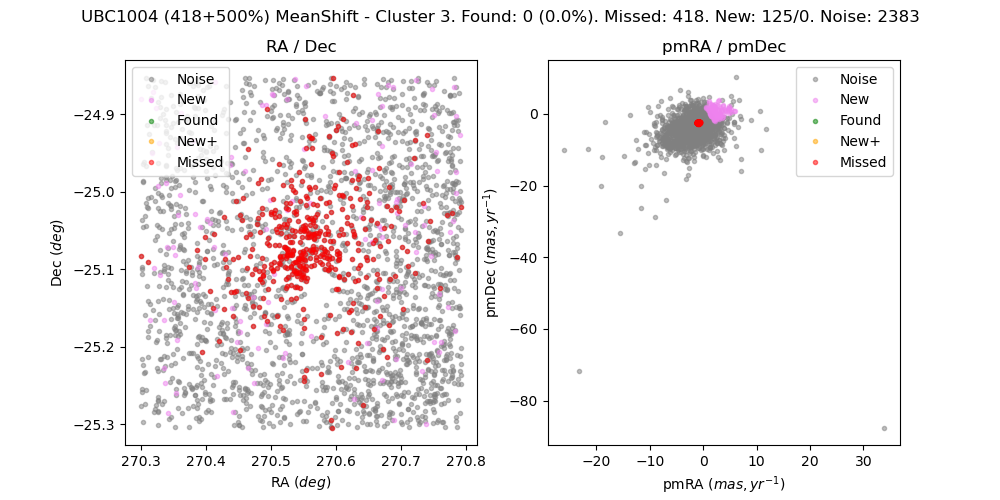 UBC1004 (418+500%) MeanShift - Cluster 3. Found: 0 (0.0%). Missed: 418. New: 125/0. Noise: 2383
RA / Dec
Noise
New
Found
New+
Missed
−24.9
−25.0
−25.1
−25.2
−25.3
Dec (deg)
270.3 270.4 270.5 270.6 270.7 270.8
RA (deg)
pmRA / pmDec
Noise
New
Found
New+
Missed
0
−20
−40
−60
−80
pmDec (mas, yr⁻¹)
−20 −10 0 10 20 30
pmRA (mas, yr⁻¹)